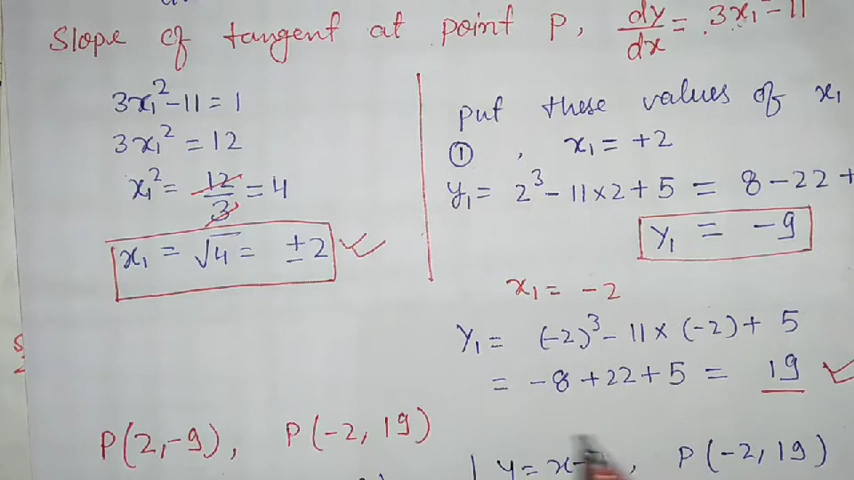 Slope of tangent at point P, dy/dx = 3x₁² - 11
3x₁² - 11 = 1
3x₁² = 12
x₁² = 12/3 = 4
x₁ = √4 = ±2
put these values of x₁
① , x₁ = +2
y₁ = 2³ - 11×2 + 5 = 8 - 22 +
y₁ = -9
x₁ = -2
y₁ = (-2)³ - 11 × (-2) + 5
= -8 + 22 + 5 = 19
P(2,-9), P(-2, 19)
y = x- , P(-2, 19)